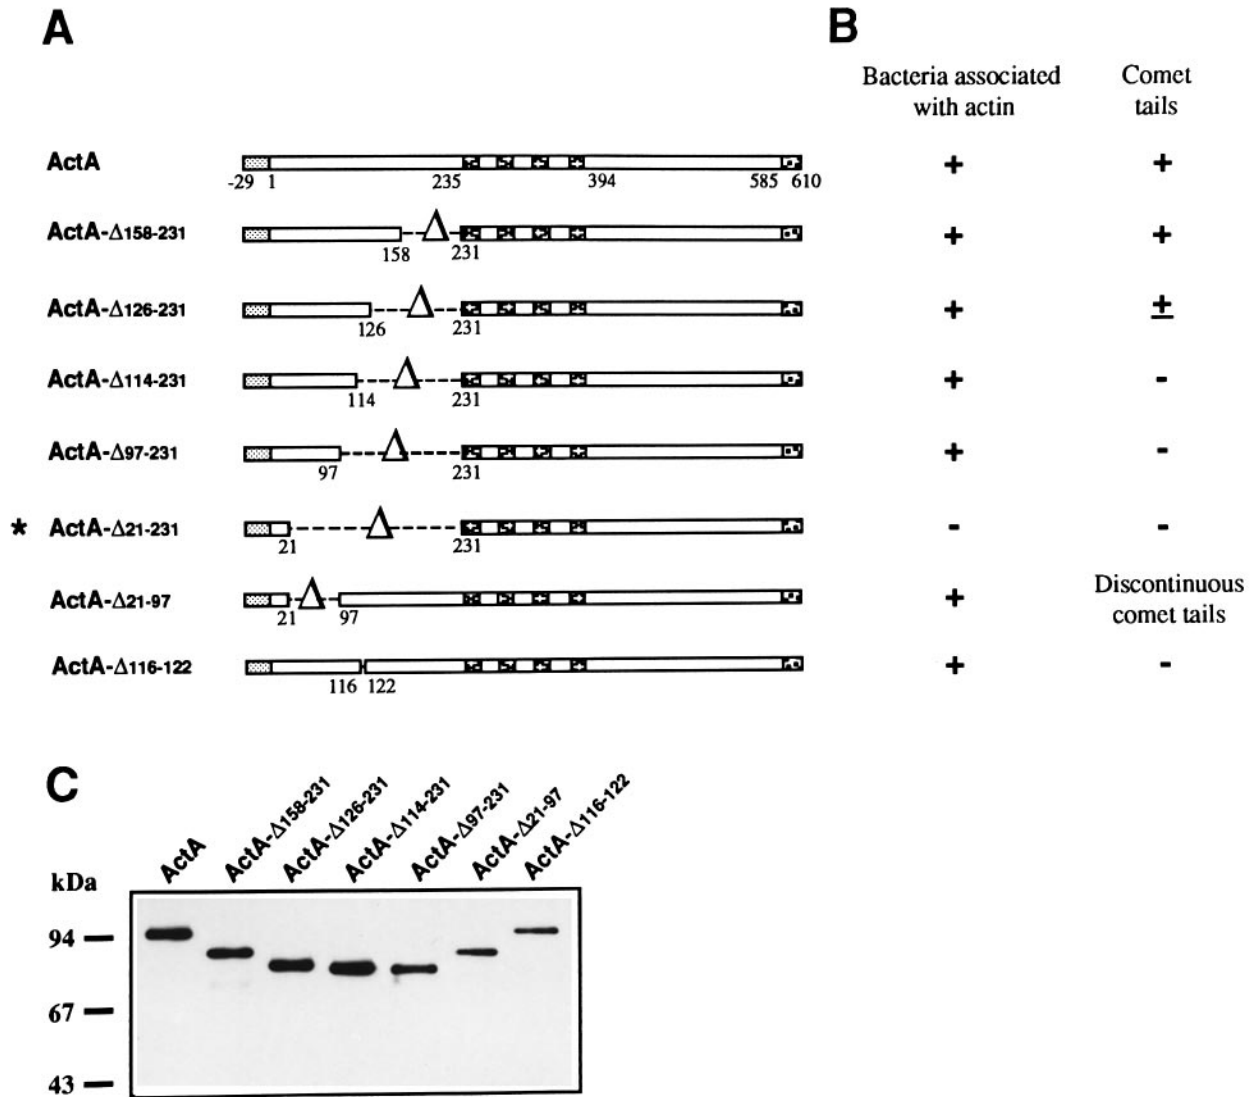 A
B
Bacteria associated
with actin
Comet
tails
ActA
-29 1 235 394 585 610
+ +
ActA-Δ158-231
Δ
158 231
+ +
ActA-Δ126-231
Δ
126 231
+ ±
ActA-Δ114-231
Δ
114 231
+ -
ActA-Δ97-231
Δ
97 231
+ -
* ActA-Δ21-231
Δ
21 231
- -
ActA-Δ21-97
Δ
21 97
+ Discontinuous
comet tails
ActA-Δ116-122
116 122
+ -
C
ActA ActA-Δ158-231 ActA-Δ126-231 ActA-Δ114-231 ActA-Δ97-231 ActA-Δ21-97 ActA-Δ116-122
kDa
94
67
43